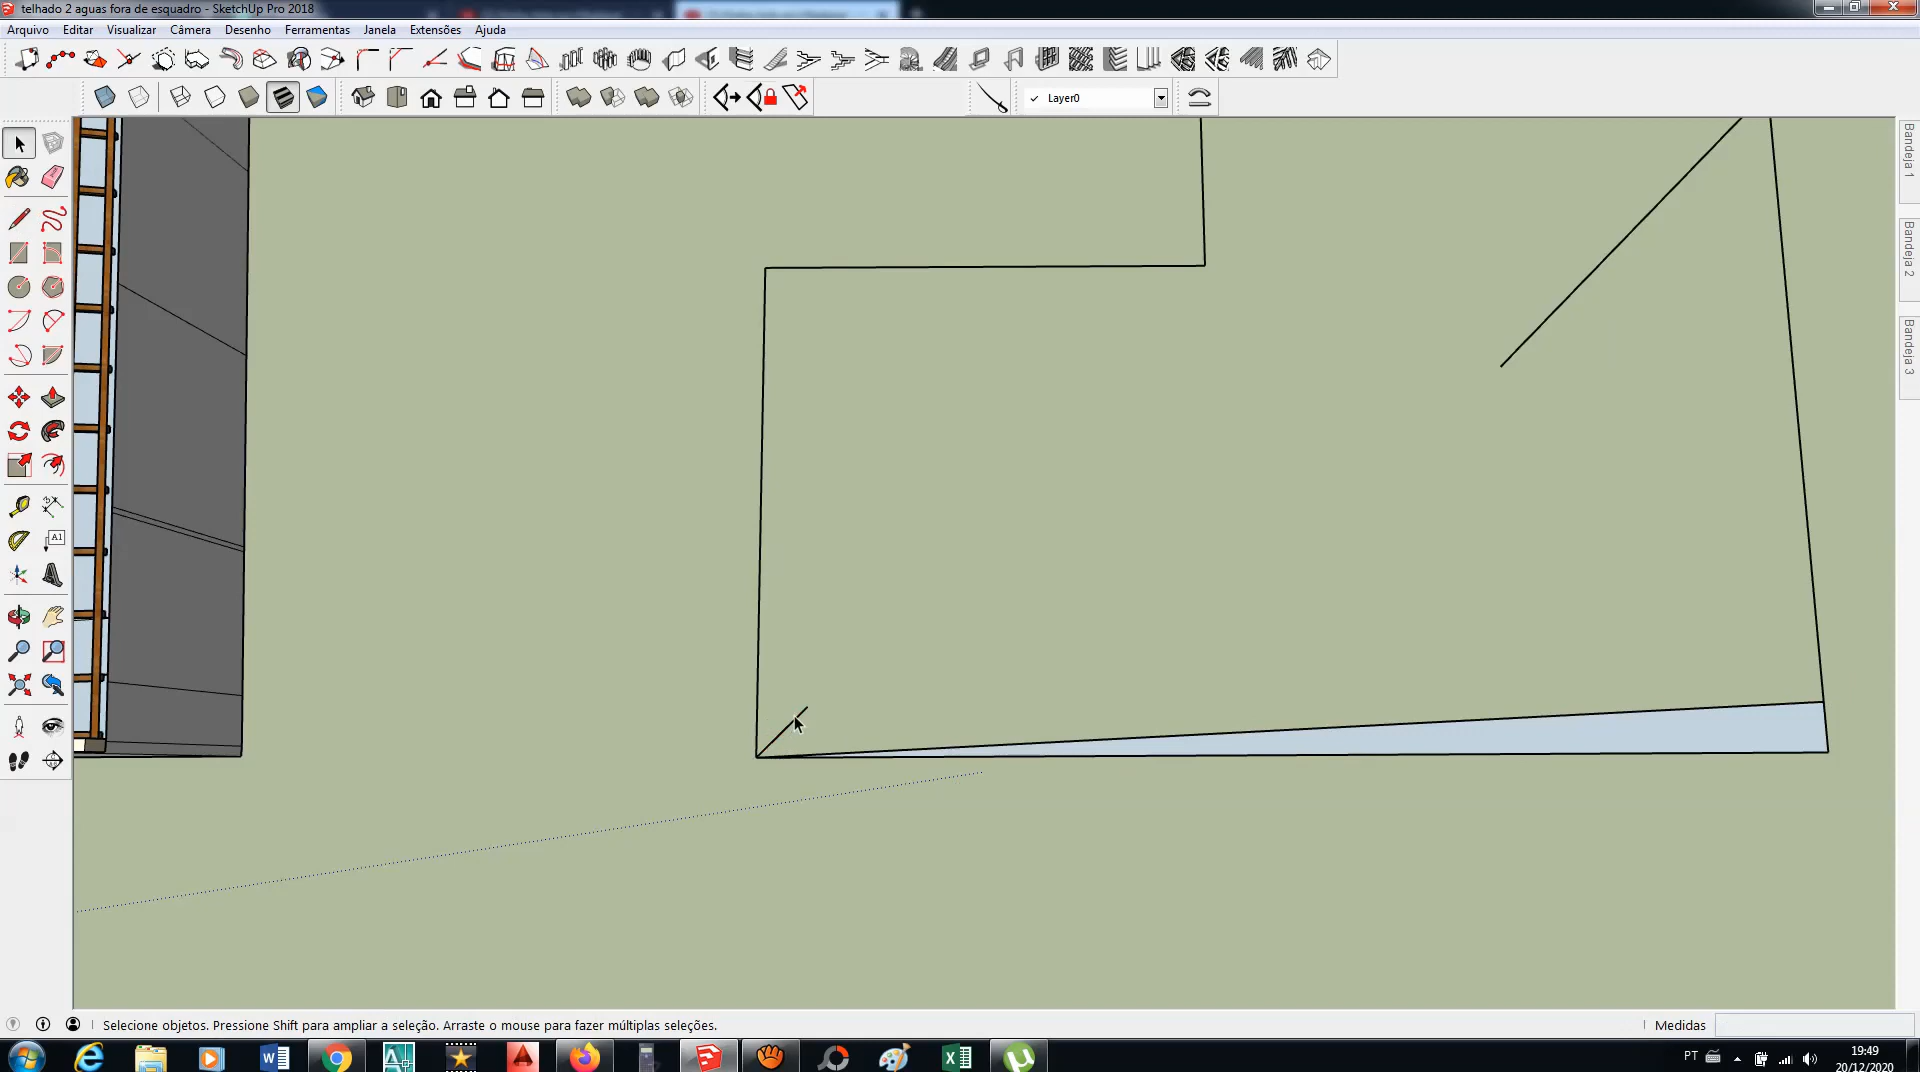 telhado 2 aguas fora de esquadro - SketchUp Pro 2018
Arquivo Editar Visualizar Câmera Desenho Ferramentas Janela Extensões Ajuda
Layer0
Bandeja 1
Bandeja 2
Bandeja 3
A1
Selecione objetos. Pressione Shift para ampliar a seleção. Arraste o mouse para fazer múltiplas seleções.
Medidas
PT
19:49
20/12/2020